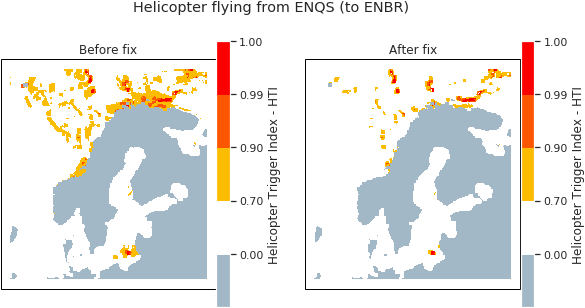 Helicopter flying from ENQS (to ENBR)
Before fix
1.00
0.99
0.90
0.70
0.00
Helicopter Trigger Index - HTI
After fix
1.00
0.99
0.90
0.70
0.00
Helicopter Trigger Index - HTI